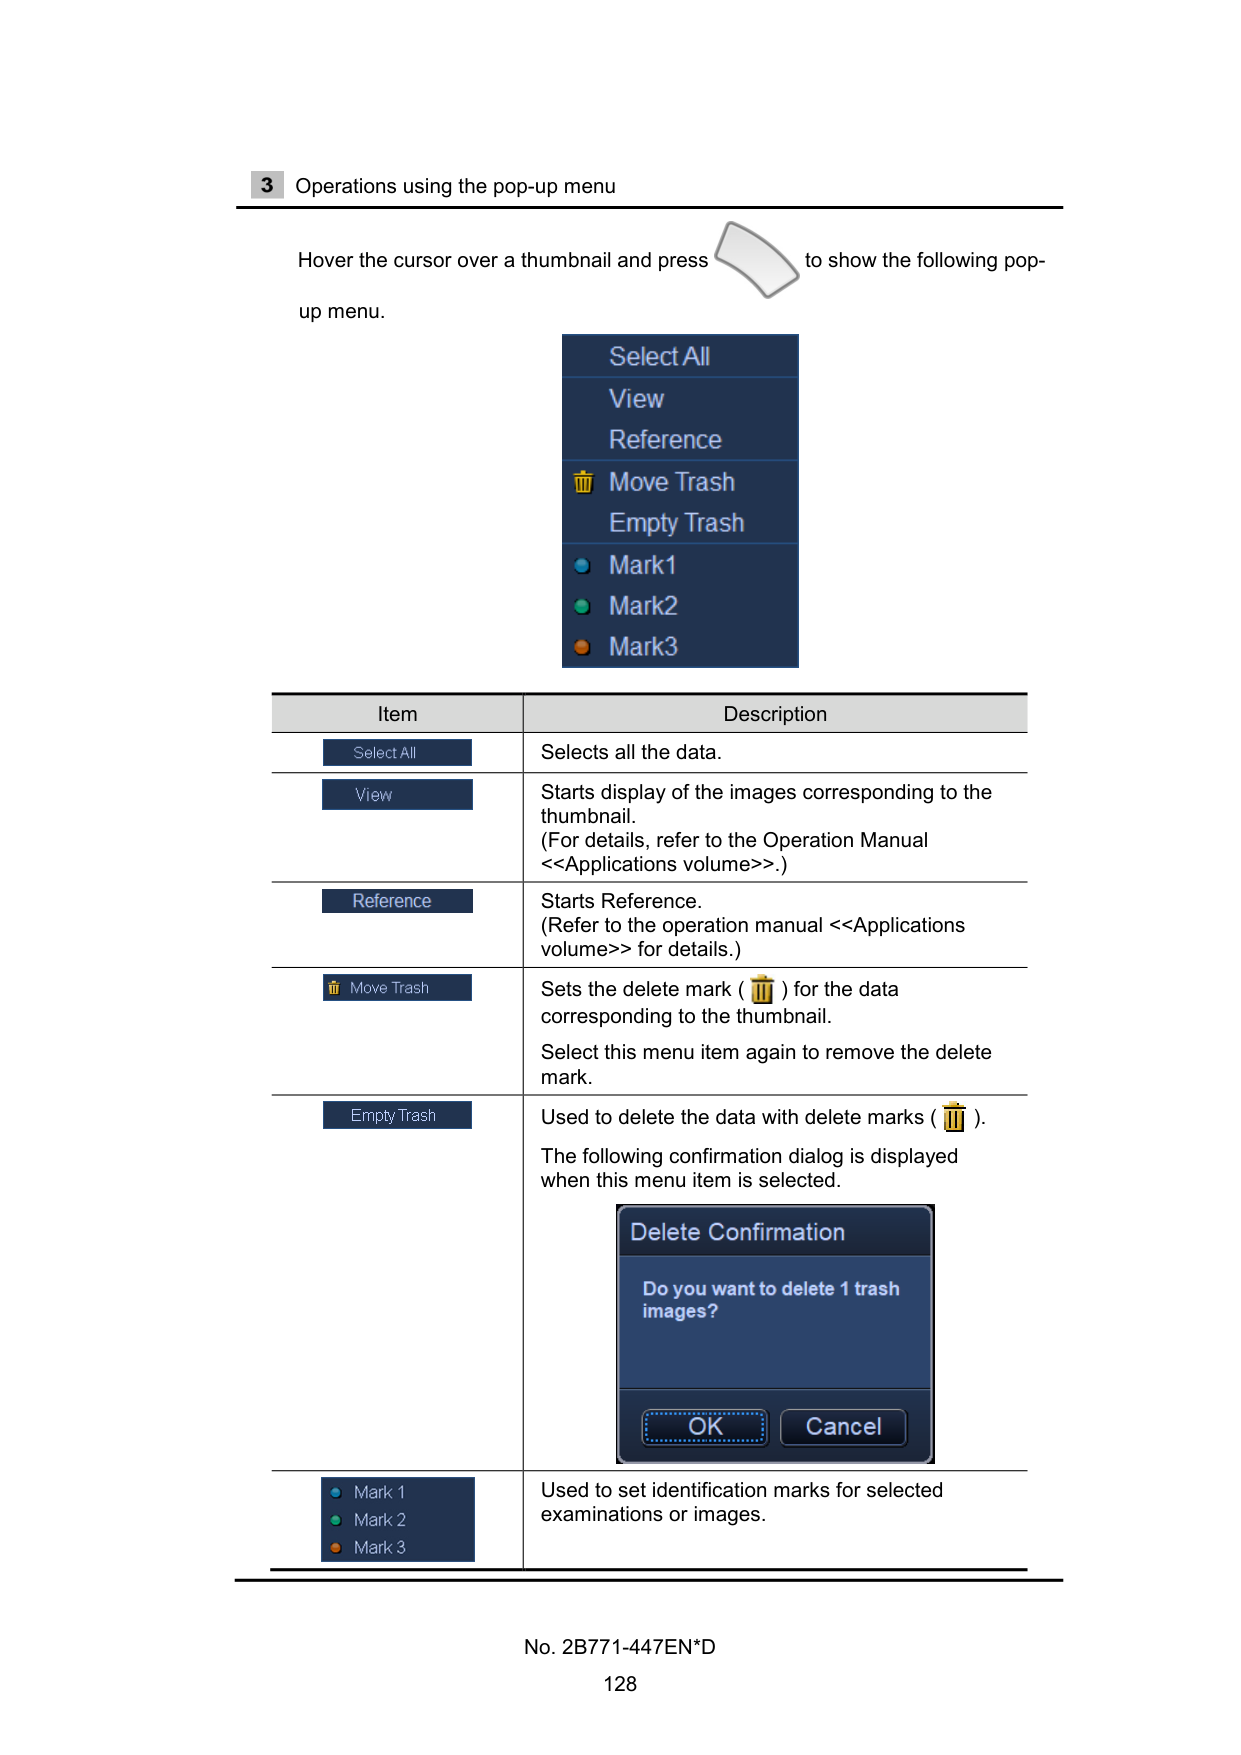 3 Operations using the pop-up menu
Hover the cursor over a thumbnail and press to show the following pop-
up menu.
Select All
View
Reference
Move Trash
Empty Trash
Mark1
Mark2
Mark3
Item Description
Select All Selects all the data.
View Starts display of the images corresponding to the
thumbnail.
(For details, refer to the Operation Manual
<<Applications volume>>.)
Reference Starts Reference.
(Refer to the operation manual <<Applications
volume>> for details.)
Move Trash Sets the delete mark ( ) for the data
corresponding to the thumbnail.
Select this menu item again to remove the delete
mark.
Empty Trash Used to delete the data with delete marks ( ).
The following confirmation dialog is displayed
when this menu item is selected.
Delete Confirmation
Do you want to delete 1 trash
images?
OK Cancel
Mark 1
Mark 2
Mark 3
Used to set identification marks for selected
examinations or images.
No. 2B771-447EN*D
128